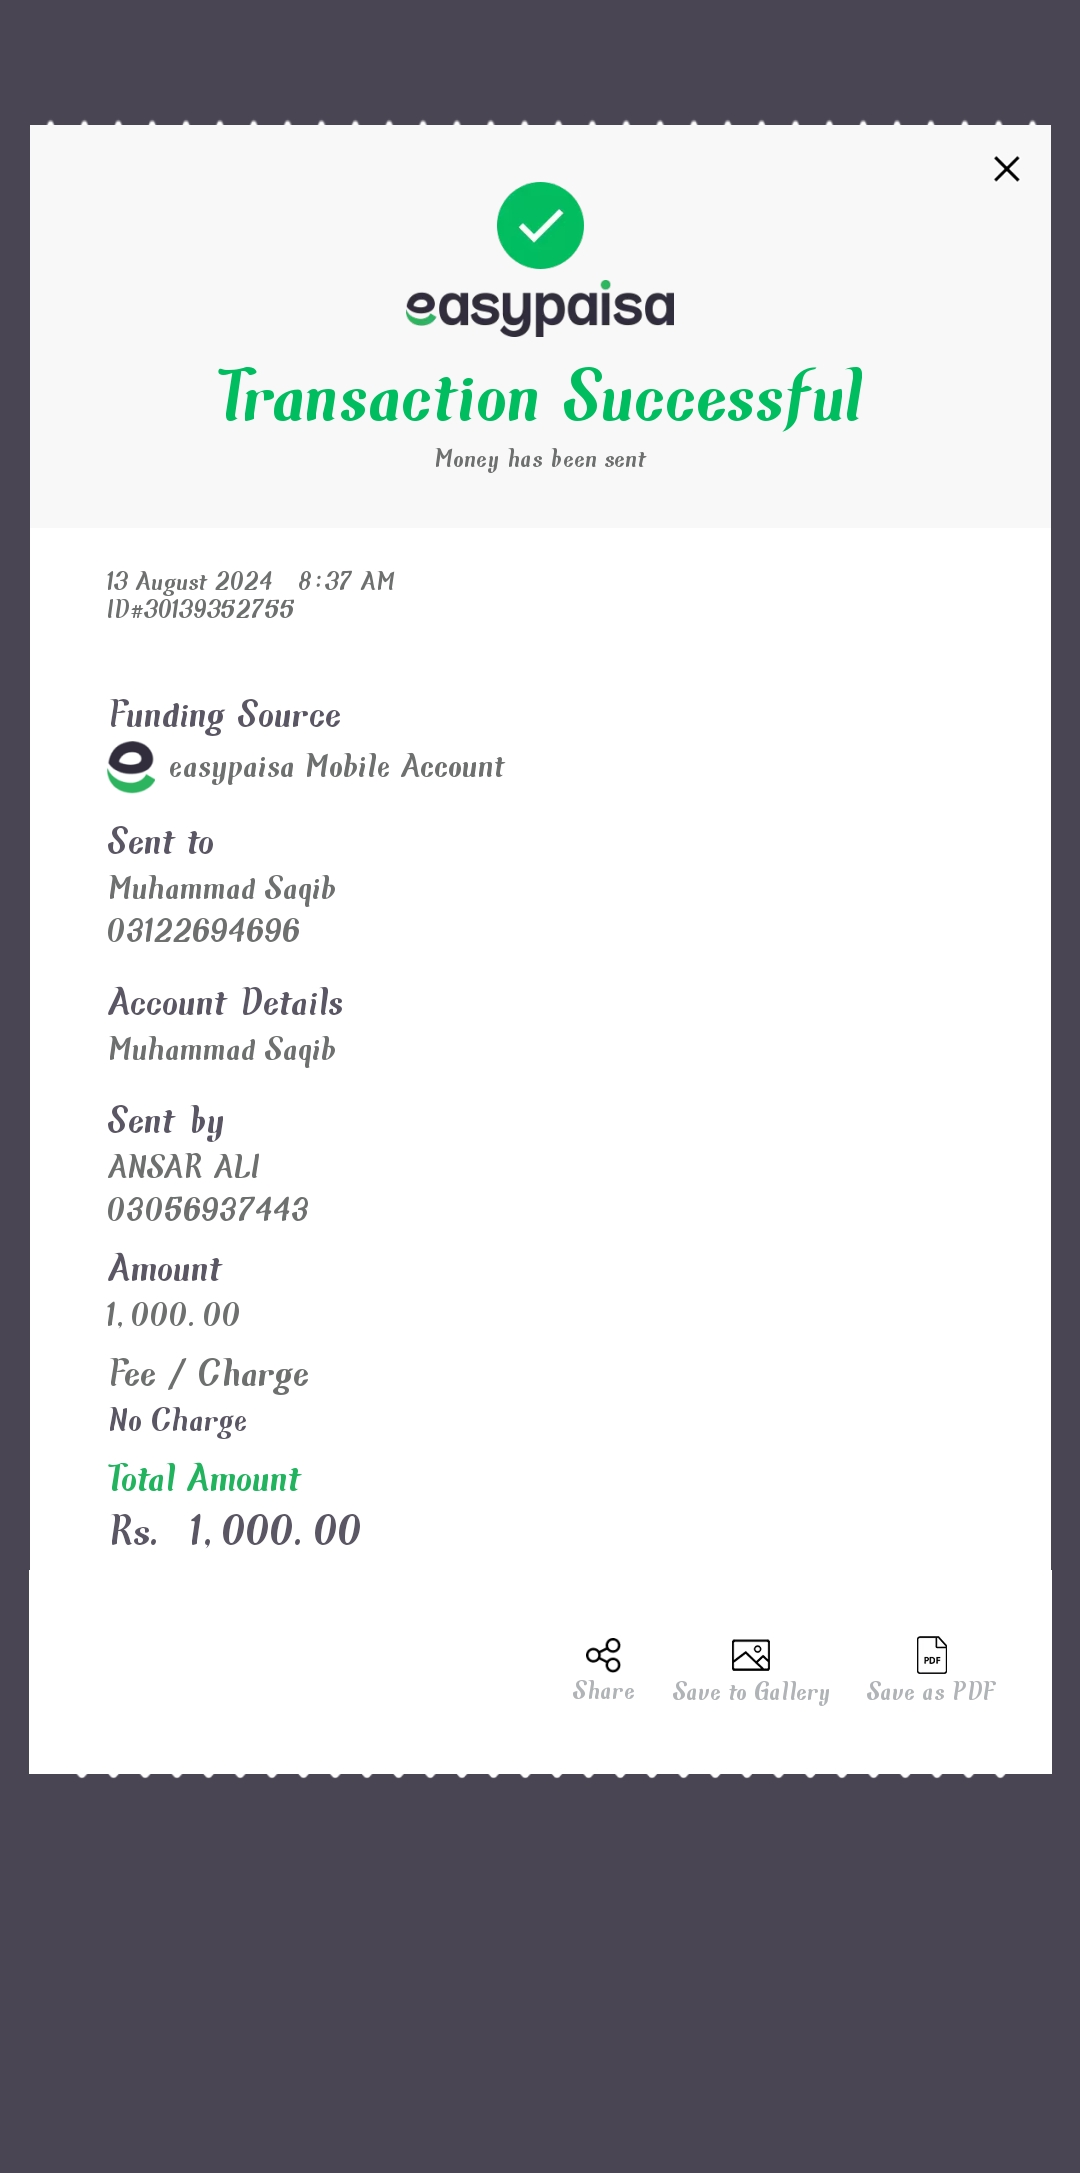 easypaisa
Transaction Successful
Money has been sent
13 August 2024 8:37 AM
ID#30139352755
Funding Source
easypaisa Mobile Account
Sent to
Muhammad Saqib
03122694696
Account Details
Muhammad Saqib
Sent by
ANSAR ALI
03056937443
Amount
1,000.00
Fee / Charge
No Charge
Total Amount
Rs. 1,000.00
PDF
Share Save to Gallery Save as PDF